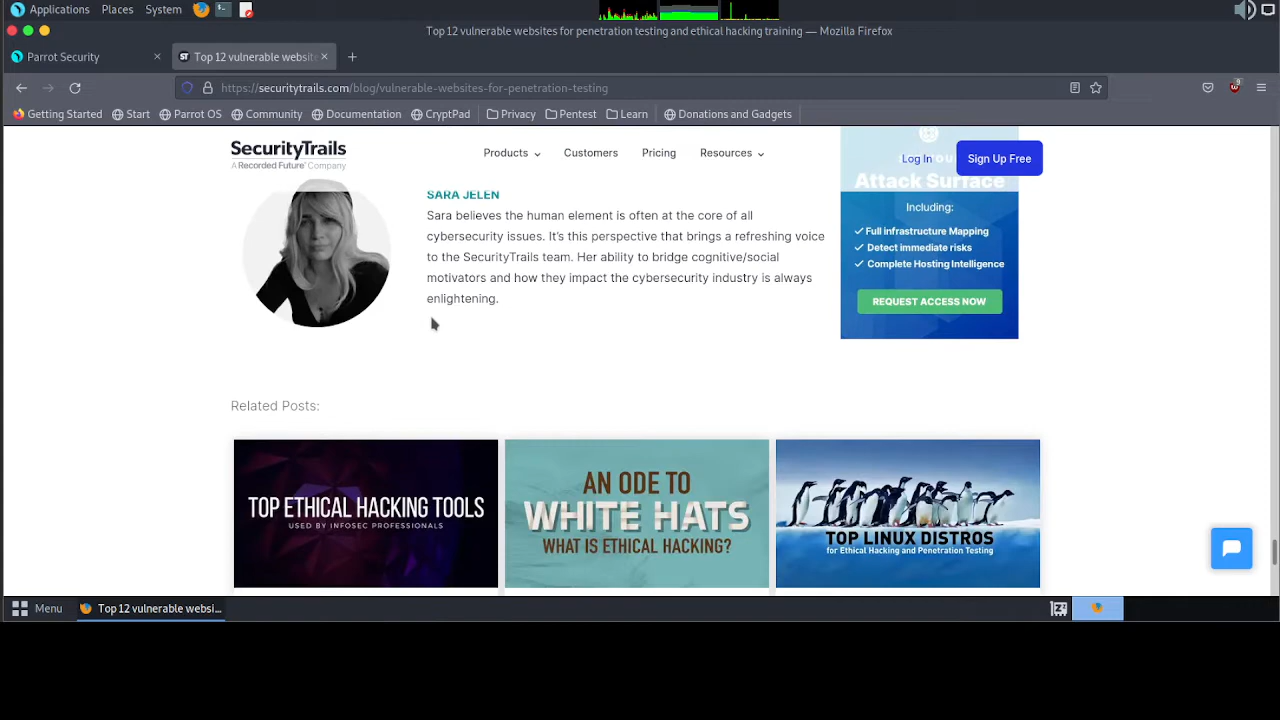 Applications Places System
Top 12 vulnerable websites for penetration testing and ethical hacking training — Mozilla Firefox
Parrot Security
Top 12 vulnerable website
https://securitytrails.com/blog/vulnerable-websites-for-penetration-testing
9
Getting Started Start Parrot OS Community Documentation CryptPad Privacy Pentest Learn Donations and Gadgets
SecurityTrails
A Recorded Future® Company
Products Customers Pricing Resources Log In Sign Up Free
SARA JELEN
Sara believes the human element is often at the core of all
cybersecurity issues. It's this perspective that brings a refreshing voice
to the SecurityTrails team. Her ability to bridge cognitive/social
motivators and how they impact the cybersecurity industry is always
enlightening.
Attack Surface
Including:
Full infrastructure Mapping
Detect immediate risks
Complete Hosting Intelligence
REQUEST ACCESS NOW
Related Posts:
TOP ETHICAL HACKING TOOLS
USED BY INFOSEC PROFESSIONALS
AN ODE TO
WHITE HATS
WHAT IS ETHICAL HACKING?
TOP LINUX DISTROS
for Ethical Hacking and Penetration Testing
Menu
Top 12 vulnerable websi...